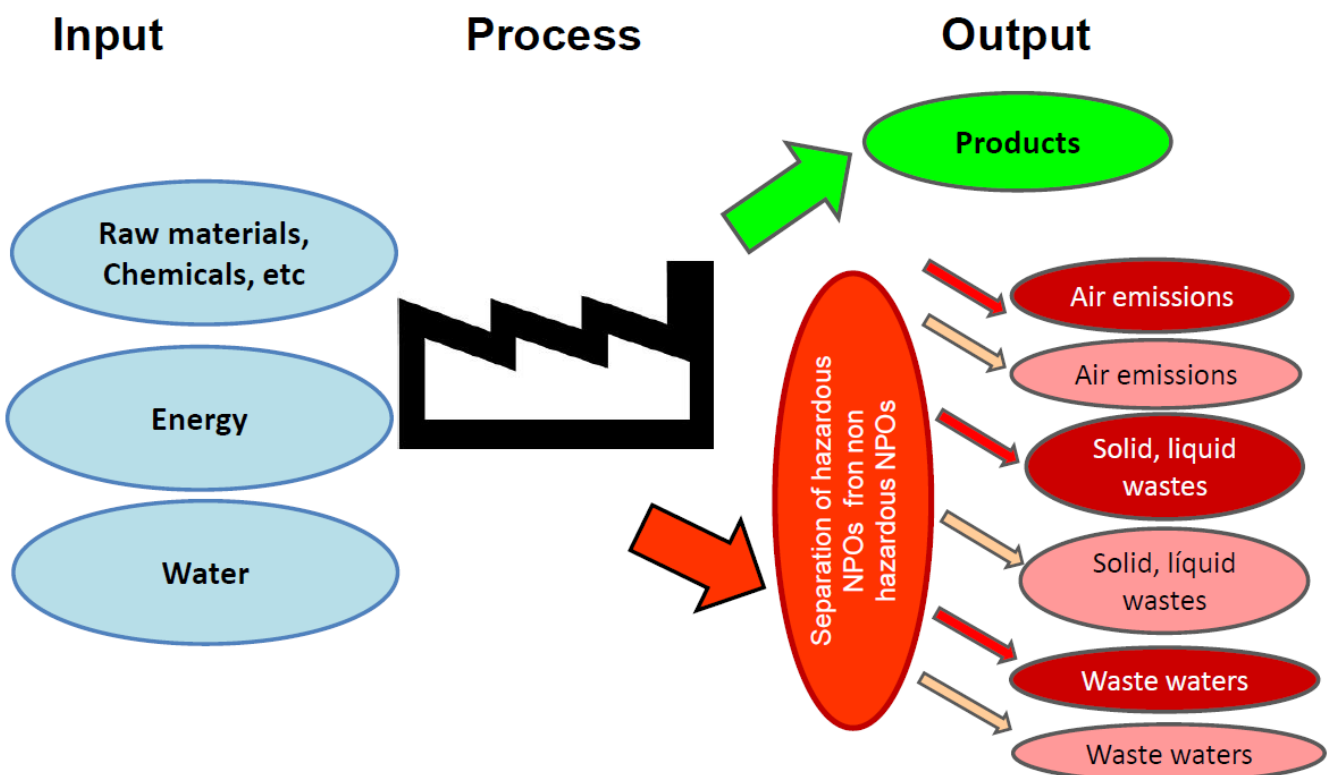 Input
Process
Output
Raw materials,
Chemicals, etc
Energy
Water
Products
Separation of hazardous
NPOs fron non
hazardous NPOs
Air emissions
Air emissions
Solid, liquid
wastes
Solid, líquid
wastes
Waste waters
Waste waters